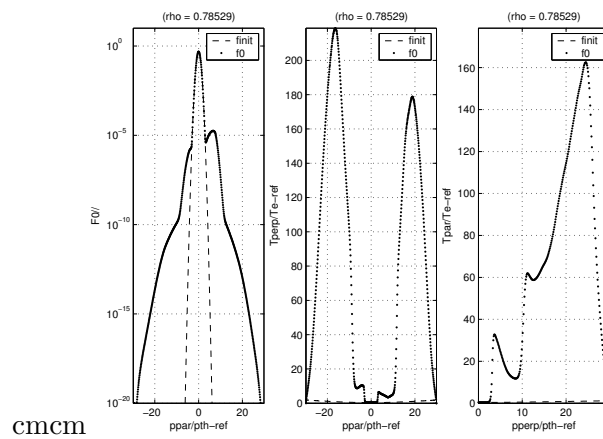 (rho = 0.78529)
finit
f0
10^0
10^-5
10^-10
10^-15
10^-20
F0//
−20 0 20
ppar/pth−ref
(rho = 0.78529)
finit
f0
200
180
160
140
120
100
80
60
40
20
0
Tperp/Te−ref
−20 0 20
ppar/pth−ref
(rho = 0.78529)
finit
f0
160
140
120
100
80
60
40
20
0
Tpar/Te−ref
0 10 20
pperp/pth−ref
cmcm